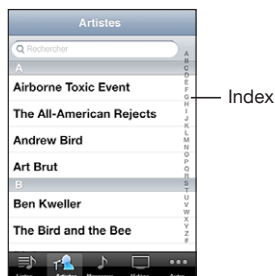 Artistes
Rechercher
A
Airborne Toxic Event
The All-American Rejects
Andrew Bird
Art Brut
B
Ben Kweller
The Bird and the Bee
A
B
C
D
E
F
G
H
I
J
K
L
M
N
O
P
Q
R
S
T
U
V
W
X
Y
Z
#
Index
Artistes